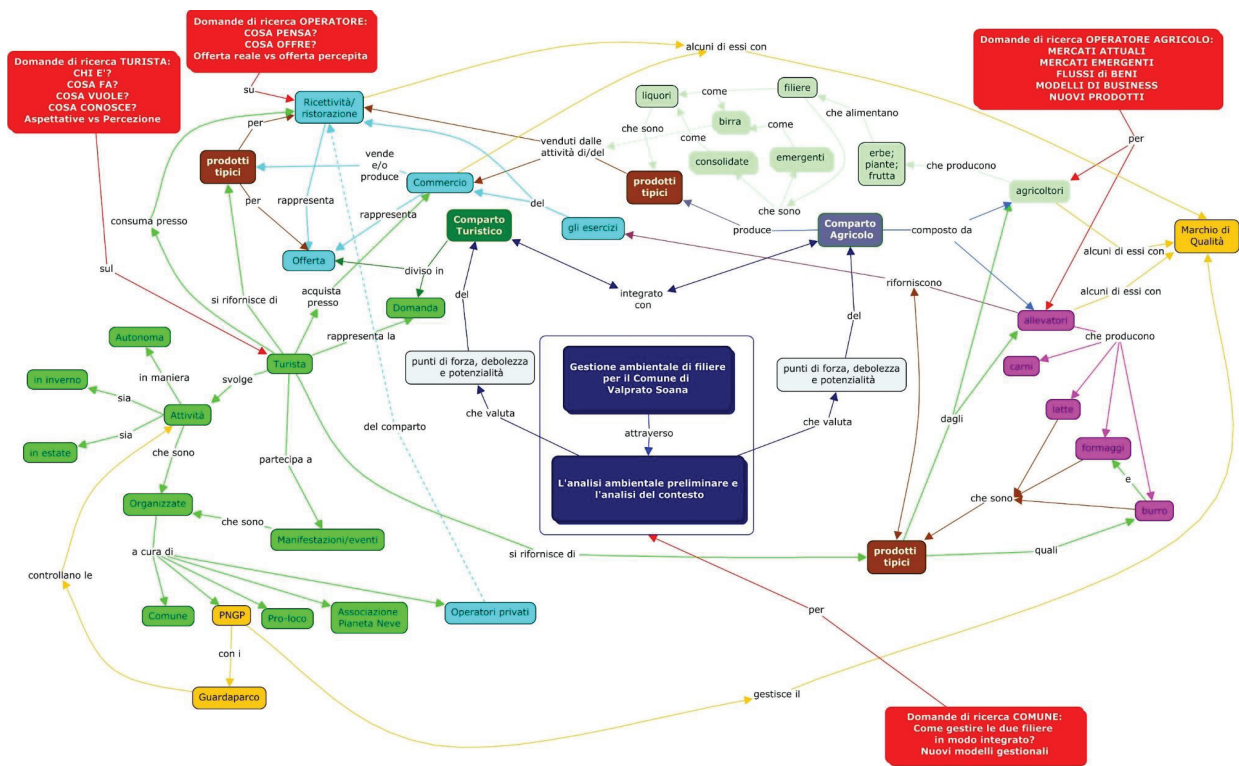 Domande di ricerca OPERATORE:
COSA PENSA?
COSA OFFRE?
Offerta reale vs offerta percepita
Domande di ricerca TURISTA:
CHI E'?
COSA FA?
COSA VUOLE?
COSA CONOSCE?
Aspettative vs Percezione
Domande di ricerca OPERATORE AGRICOLO:
MERCATI ATTUALI
MERCATI EMERGENTI
FLUSSI di BENI
MODELLI DI BUSINESS
NUOVI PRODOTTI
alcuni di essi con
su
Ricettività/
ristorazione
liquori
come
filiere
che alimentano
per
birra
che sono
come
venduti dalle
attività di/del
erbe;
piante;
frutta
per
prodotti
tipici
vende
e/o
produce
consolidate
emergenti
che producono
agricoltori
Commercio
prodotti
tipici
per
rappresenta
rappresenta
del
che sono
consuma presso
Comparto
Turistico
gli esercizi
produce
Comparto
Agricolo
composto da
Marchio di
Qualità
Offerta
diviso in
alcuni di essi con
sul
si rifornisce di
acquista
presso
del
integrato
con
riforniscono
alcuni di essi con
Domanda
del
allevatori
Autonoma
rappresenta la
che producono
Turista
punti di forza, debolezza
e potenzialità
Gestione ambientale di filiere
per il Comune di
Valprato Soana
punti di forza, debolezza
e potenzialità
carni
in inverno
in maniera
svolge
sia
Attività
che valuta
attraverso
che valuta
dagli
latte
in estate
sia
del comparto
formaggi
che sono
partecipa a
L'analisi ambientale preliminare e
l'analisi del contesto
e
che sono
burro
Organizzate
che sono
Manifestazioni/eventi
a cura di
si rifornisce di
prodotti
tipici
quali
controllano le
Comune
PNGP
Pro-loco
Associazione
Pianeta Neve
Operatori privati
per
con i
Guardaparco
gestisce il
Domande di ricerca COMUNE:
Come gestire le due filiere
in modo integrato?
Nuovi modelli gestionali